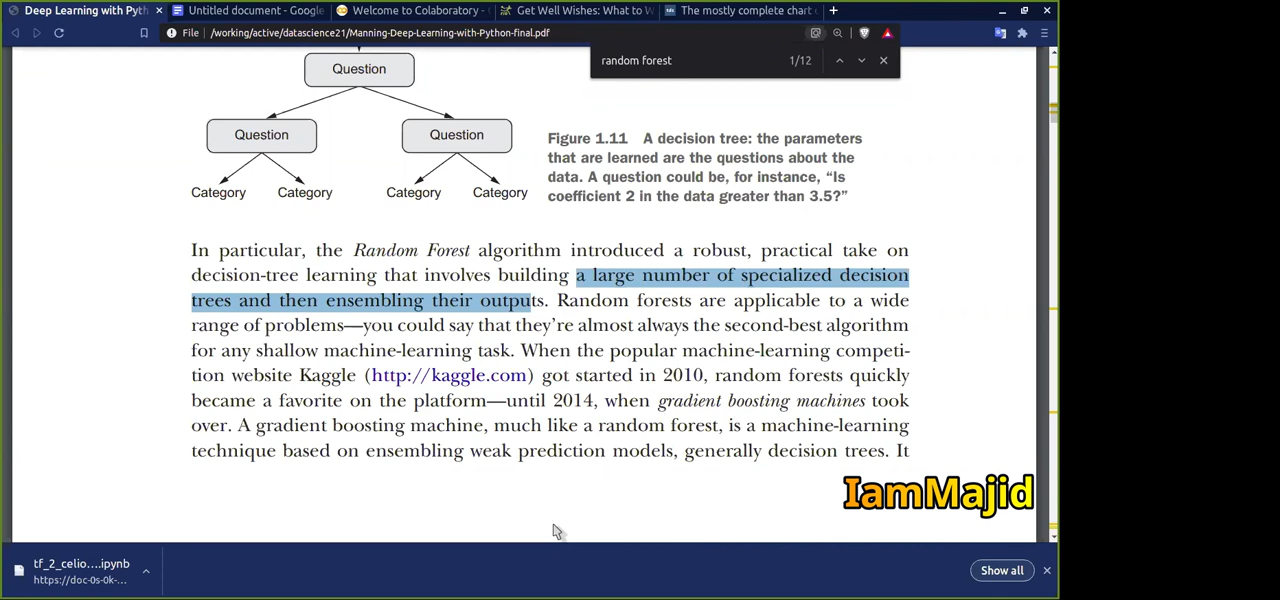 Deep Learning with Pyth
Untitled document - Google
Welcome to Colaboratory -
Get Well Wishes: What to W
The mostly complete chart o
File /working/active/datascience21/Manning-Deep-Learning-with-Python-final.pdf
random forest 1/12
Question
Question Question
Category Category Category Category
Figure 1.11 A decision tree: the parameters
that are learned are the questions about the
data. A question could be, for instance, “Is
coefficient 2 in the data greater than 3.5?”
In particular, the Random Forest algorithm introduced a robust, practical take on
decision-tree learning that involves building a large number of specialized decision
trees and then ensembling their outputs. Random forests are applicable to a wide
range of problems—you could say that they’re almost always the second-best algorithm
for any shallow machine-learning task. When the popular machine-learning competi-
tion website Kaggle (http://kaggle.com) got started in 2010, random forests quickly
became a favorite on the platform—until 2014, when gradient boosting machines took
over. A gradient boosting machine, much like a random forest, is a machine-learning
technique based on ensembling weak prediction models, generally decision trees. It
IamMajid
tf_2_celio....ipynb
https://doc-0s-0k-...
Show all